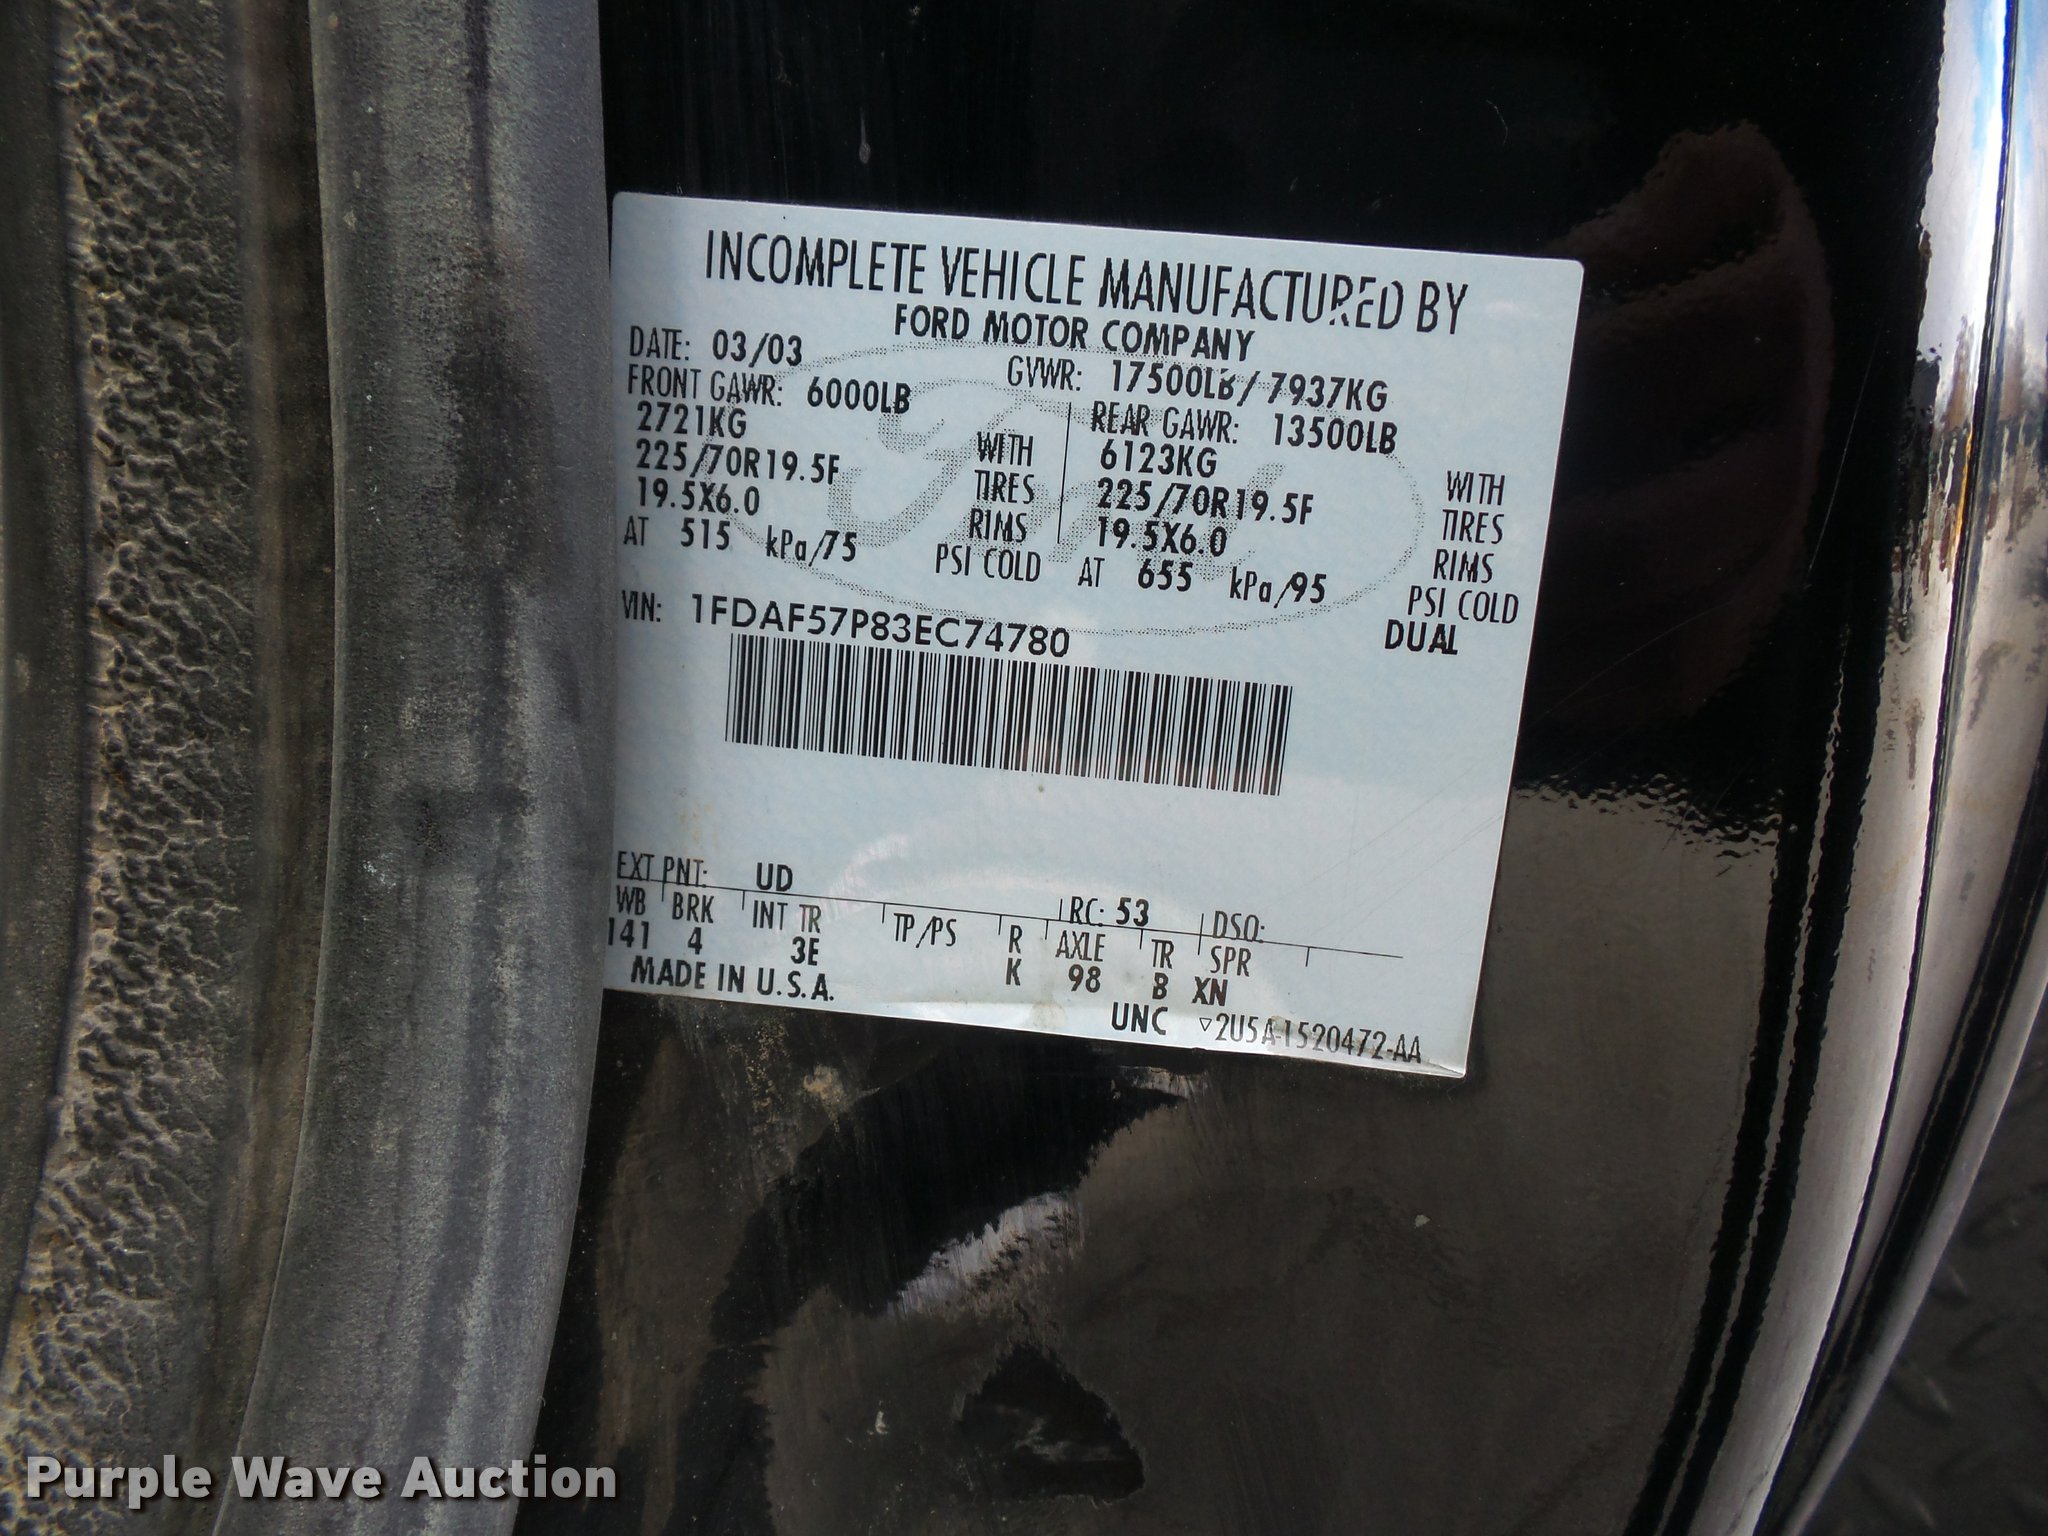 INCOMPLETE VEHICLE MANUFACTURED BY
FORD MOTOR COMPANY
DATE: 03/03 GVWR: 17500LB/ 7937KG
FRONT GAWR: 6000LB REAR GAWR: 13500LB
2721KG WITH 6123KG WITH
225/70R19.5F TIRES 225/70R19.5F TIRES
19.5X6.0 RIMS 19.5X6.0 RIMS
AT 515 kPa/75 PSI COLD AT 655 kPa/95 PSI COLD
DUAL
VIN: 1FDAF57P83EC74780
EXT PNT: UD RC: 53 DSO:
WB BRK INT TR TP/PS R AXLE TR SPR
141 4 3E K 98 B XN
MADE IN U.S.A.
UNC ▽2U5A-1520472-AA
Purple Wave Auction